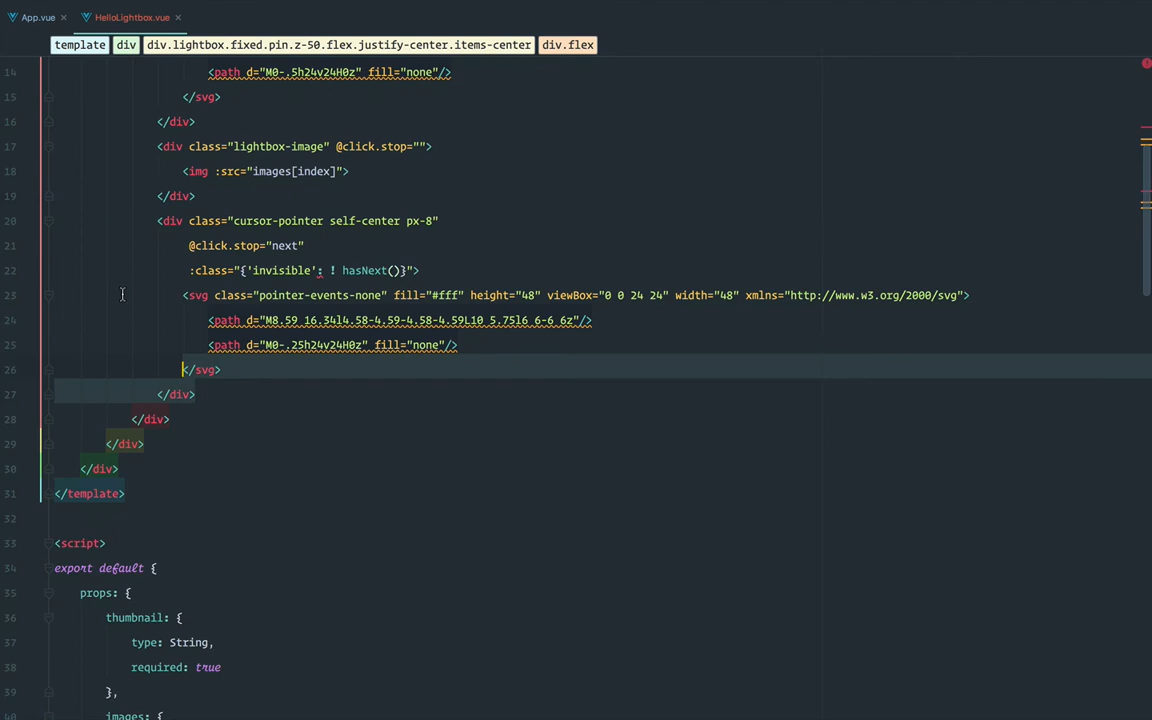 App.vue HelloLightbox.vue
template div div.lightbox.fixed.pin.z-50.flex.justify-center.items-center div.flex
14 <path d="M0-.5h24v24H0z" fill="none"/>
15 </svg>
16 </div>
17 <div class="lightbox-image" @click.stop="">
18 <img :src="images[index]">
19 </div>
20 <div class="cursor-pointer self-center px-8"
21 @click.stop="next"
22 :class="{'invisible': ! hasNext()}">
23 <svg class="pointer-events-none" fill="#fff" height="48" viewBox="0 0 24 24" width="48" xmlns="http://www.w3.org/2000/svg">
24 <path d="M8.59 16.34l4.58-4.59-4.58-4.59L10 5.75l6 6-6 6z"/>
25 <path d="M0-.25h24v24H0z" fill="none"/>
26 </svg>
27 </div>
28 </div>
29 </div>
30 </div>
31 </template>
32
33 <script>
34 export default {
35 props: {
36 thumbnail: {
37 type: String,
38 required: true
39 },
40 images: {